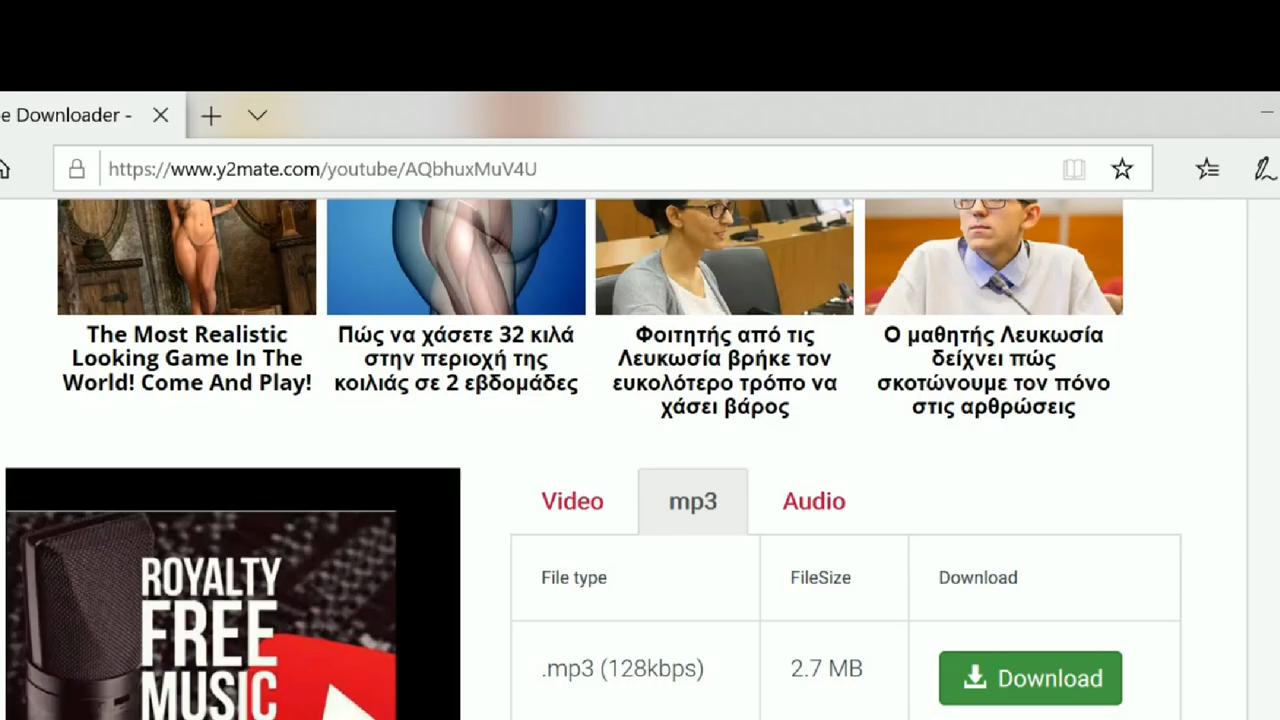 e Downloader -
https://www.y2mate.com/youtube/AQbhuxMuV4U
The Most Realistic
Looking Game In The
World! Come And Play!
Πώς να χάσετε 32 κιλά
στην περιοχή της
κοιλιάς σε 2 εβδομάδες
Φοιτητής από τις
Λευκωσία βρήκε τον
ευκολότερο τρόπο να
χάσει βάρος
Ο μαθητής Λευκωσία
δείχνει πώς
σκοτώνουμε τον πόνο
στις αρθρώσεις
Video
mp3
Audio
File type
FileSize
Download
.mp3 (128kbps)
2.7 MB
Download
ROYALTY
FREE
MUSIC